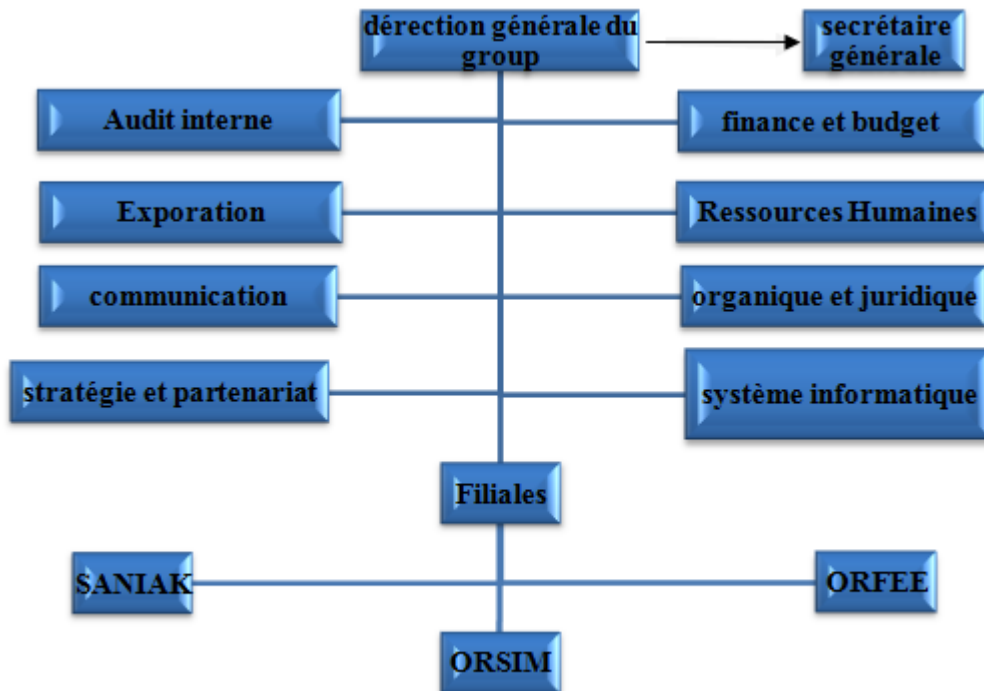 dérection générale du
group
secrétaire
générale
Audit interne
finance et budget
Exporation
Ressources Humaines
communication
organique et juridique
stratégie et partenariat
système informatique
Filiales
SANIAK
ORFEE
ORSIM